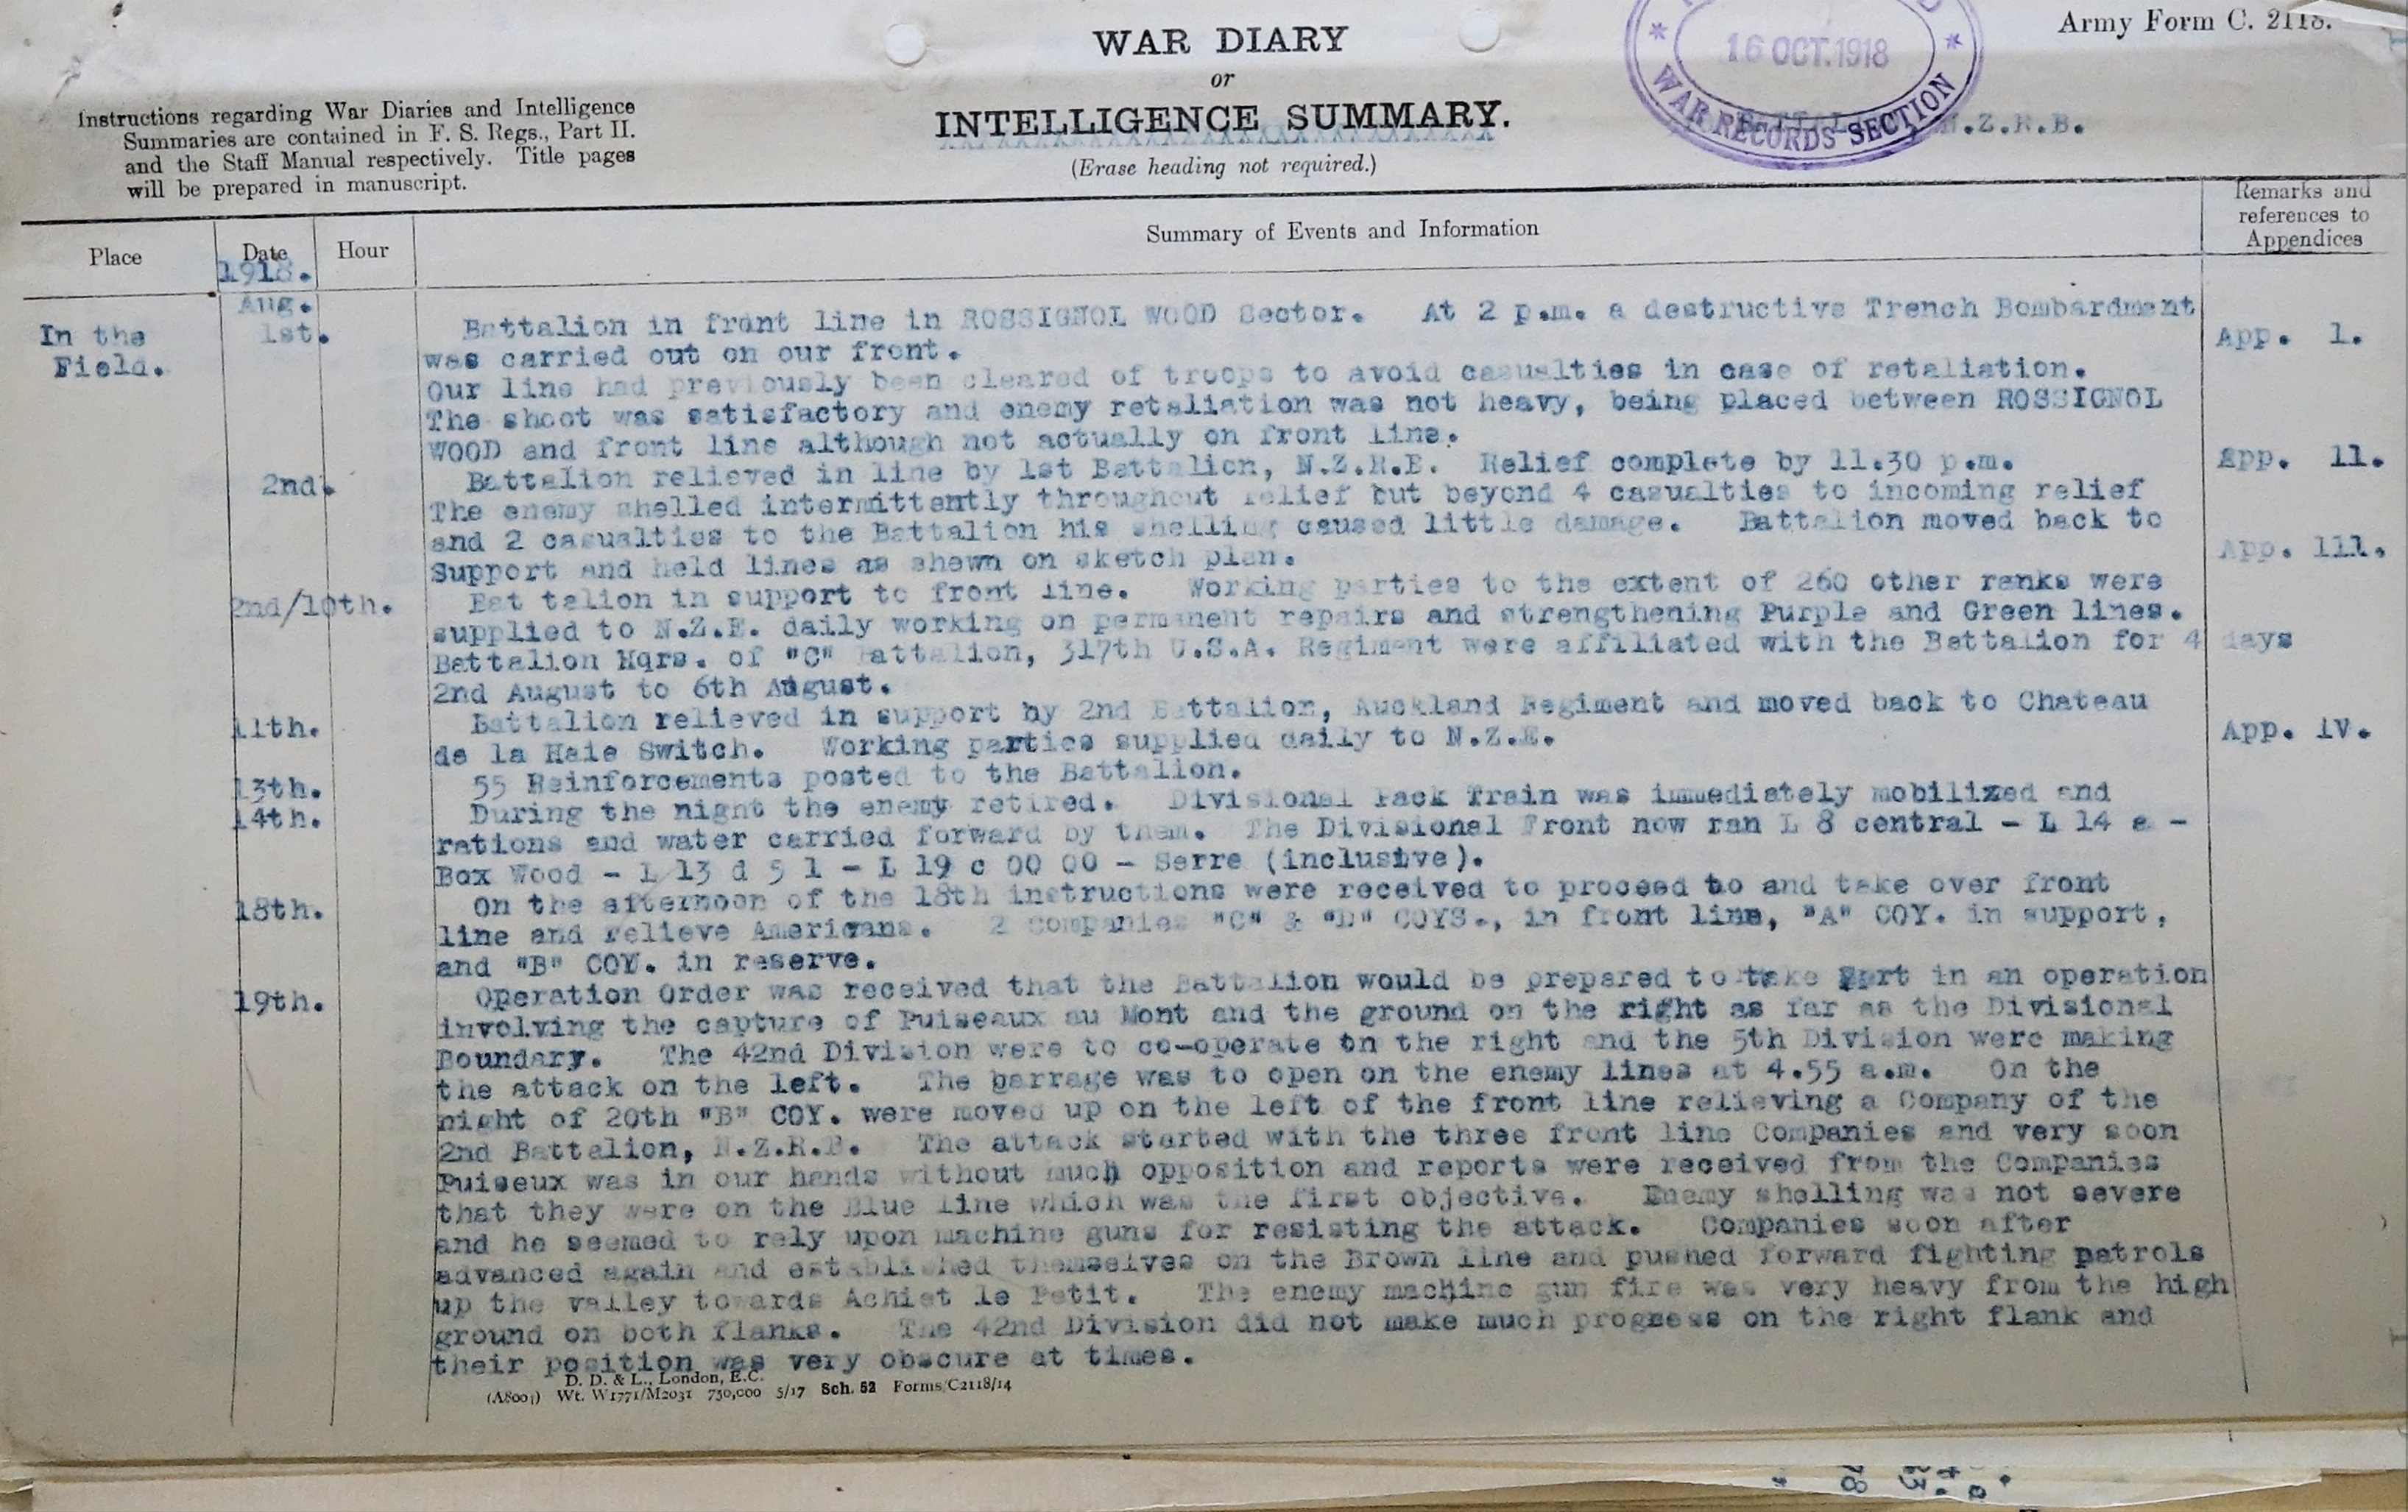 Army Form C. 2118.
WAR DIARY
or
INTELLIGENCE SUMMARY.
(Erase heading not required.)
Instructions regarding War Diaries and Intelligence
Summaries are contained in F. S. Regs., Part II.
and the Staff Manual respectively. Title pages
will be prepared in manuscript.
16 OCT. 1918
WAR RECORDS SECTION
N.Z.R.B.
Place
Date
Hour
Summary of Events and Information
Remarks and
references to
Appendices
1918.
Aug.
In the
Field.
1st.
Battalion in front line in ROSSIGNOL WOOD Sector. At 2 p.m. a destructive Trench Bombardment
was carried out on our front.
App. 1.
Our line had previously been cleared of troops to avoid casualties in case of retaliation.
The shoot was satisfactory and enemy retaliation was not heavy, being placed between ROSSIGNOL
WOOD and front line although not actually on front line.
2nd.
Battalion relieved in line by 1st Battalion, N.Z.R.B. Relief complete by 11.30 p.m.
App. 11.
The enemy shelled intermittently throughout relief but beyond 4 casualties to incoming relief
and 2 casualties to the Battalion his shelling caused little damage. Battalion moved back to
Support and held lines as shewn on sketch plan.
App. 111.
2nd/10th.
Bat talion in support to front line. Working parties to the extent of 260 other ranks were
supplied to N.Z.E. daily working on permanent repairs and strengthening Purple and Green lines.
Battalion Hqrs. of "C" Battalion, 317th U.S.A. Regiment were affiliated with the Battalion for 4 days
2nd August to 6th August.
11th.
Battalion relieved in support by 2nd Battalion, Auckland Regiment and moved back to Chateau
de la Haie Switch. Working parties supplied daily to N.Z.E.
App. iv.
13th.
55 Reinforcements posted to the Battalion.
14th.
During the night the enemy retired. Divisional Pack Train was immediately mobilized and
rations and water carried forward by them. The Divisional Front now ran L 8 central - L 14 a -
Box Wood - L 13 d 5 1 - L 19 c 00 00 - Serre (inclusive).
18th.
On the afternoon of the 18th instructions were received to proceed to and take over front
line and relieve Americans. 2 Companies "C" & "D" COYS., in front line, "A" COY. in support,
and "B" COY. in reserve.
19th.
Operation Order was received that the Battalion would be prepared to take part in an operation
involving the capture of Puiseaux au Mont and the ground on the right as far as the Divisional
Boundary. The 42nd Division were to co-operate on the right and the 5th Division were making
the attack on the left. The barrage was to open on the enemy lines at 4.55 a.m. On the
night of 20th "B" COY. were moved up on the left of the front line relieving a Company of the
2nd Battalion, N.Z.R.B. The attack started with the three front line Companies and very soon
Puiseux was in our hands without much opposition and reports were received from the Companies
that they were on the Blue line which was the first objective. Enemy shelling was not severe
and he seemed to rely upon machine guns for resisting the attack. Companies soon after
advanced again and established themselves on the Brown line and pushed forward fighting patrols
up the valley towards Achiet le Petit. The enemy machine gun fire was very heavy from the high
ground on both flanks. The 42nd Division did not make much progress on the right flank and
their position was very obscure at times.
D. D. & L., London, E.C.
(A8001) Wt. W1771/M2031 750,000 5/17 Sch. 52 Forms/C2118/14